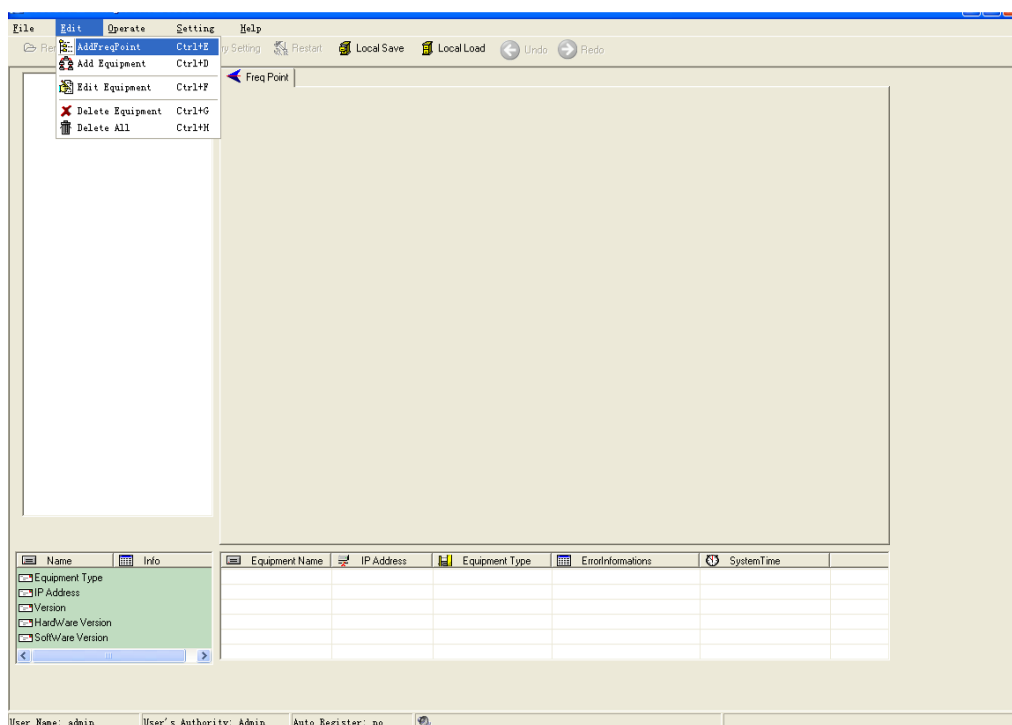 File Edit Operate Setting Help
Restart Local Save Local Load Undo Redo
AddFreqPoint Ctrl+E
Add Equipment Ctrl+D
Edit Equipment Ctrl+F
Delete Equipment Ctrl+G
Delete All Ctrl+H
Setting
Freq Point
Name Info
Equipment Type
IP Address
Version
HardWare Version
SoftWare Version
Equipment Name IP Address Equipment Type ErrorInformations SystemTime
User Name: admin User's Authority: Admin Auto Register: no